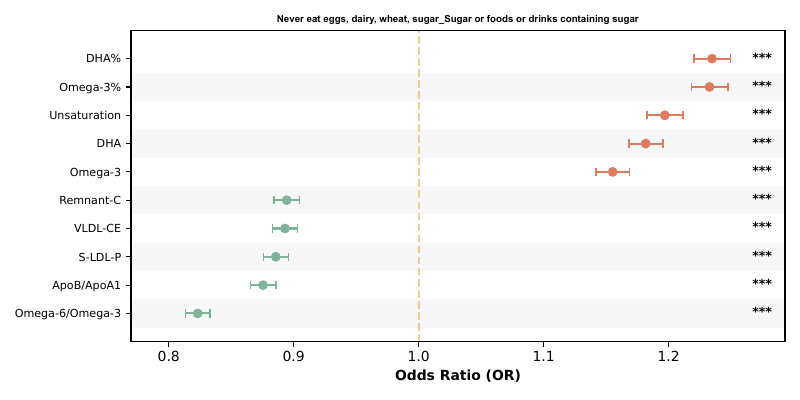 Never eat eggs, dairy, wheat, sugar_Sugar or foods or drinks containing sugar
DHA% ***
Omega-3% ***
Unsaturation ***
DHA ***
Omega-3 ***
Remnant-C ***
VLDL-CE ***
S-LDL-P ***
ApoB/ApoA1 ***
Omega-6/Omega-3 ***
0.8 0.9 1.0 1.1 1.2
Odds Ratio (OR)